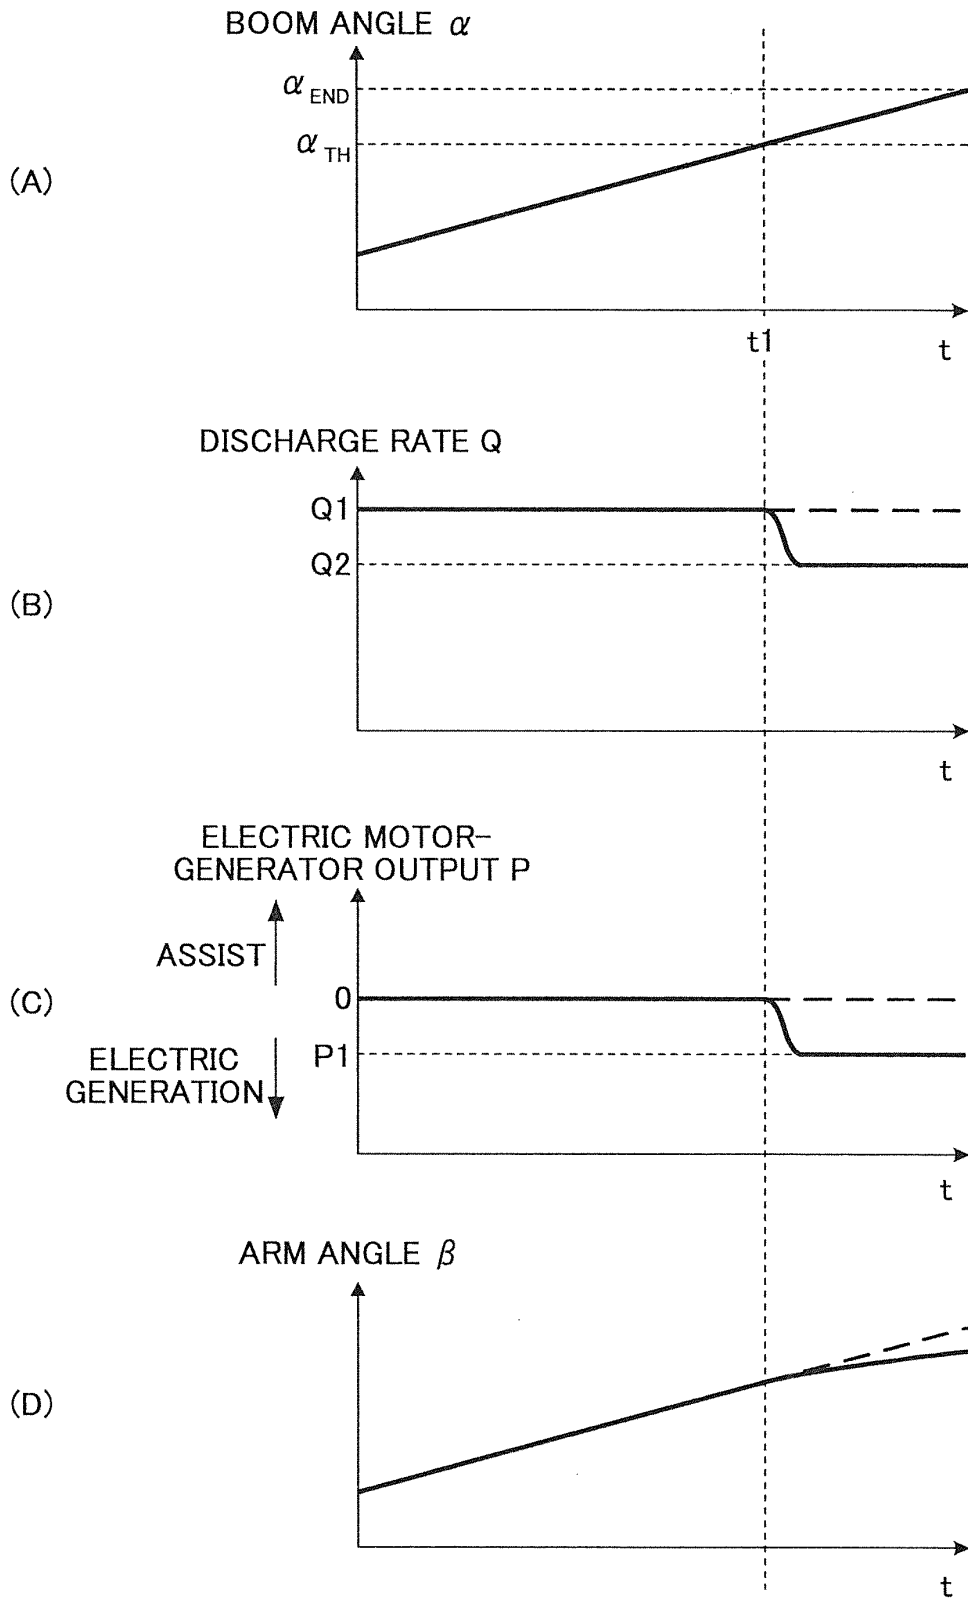 BOOM ANGLE α
α END
α TH
(A)
t1
t
DISCHARGE RATE Q
Q1
Q2
(B)
t
ELECTRIC MOTOR-
GENERATOR OUTPUT P
ASSIST
(C)
0
ELECTRIC
GENERATION
P1
t
ARM ANGLE β
(D)
t